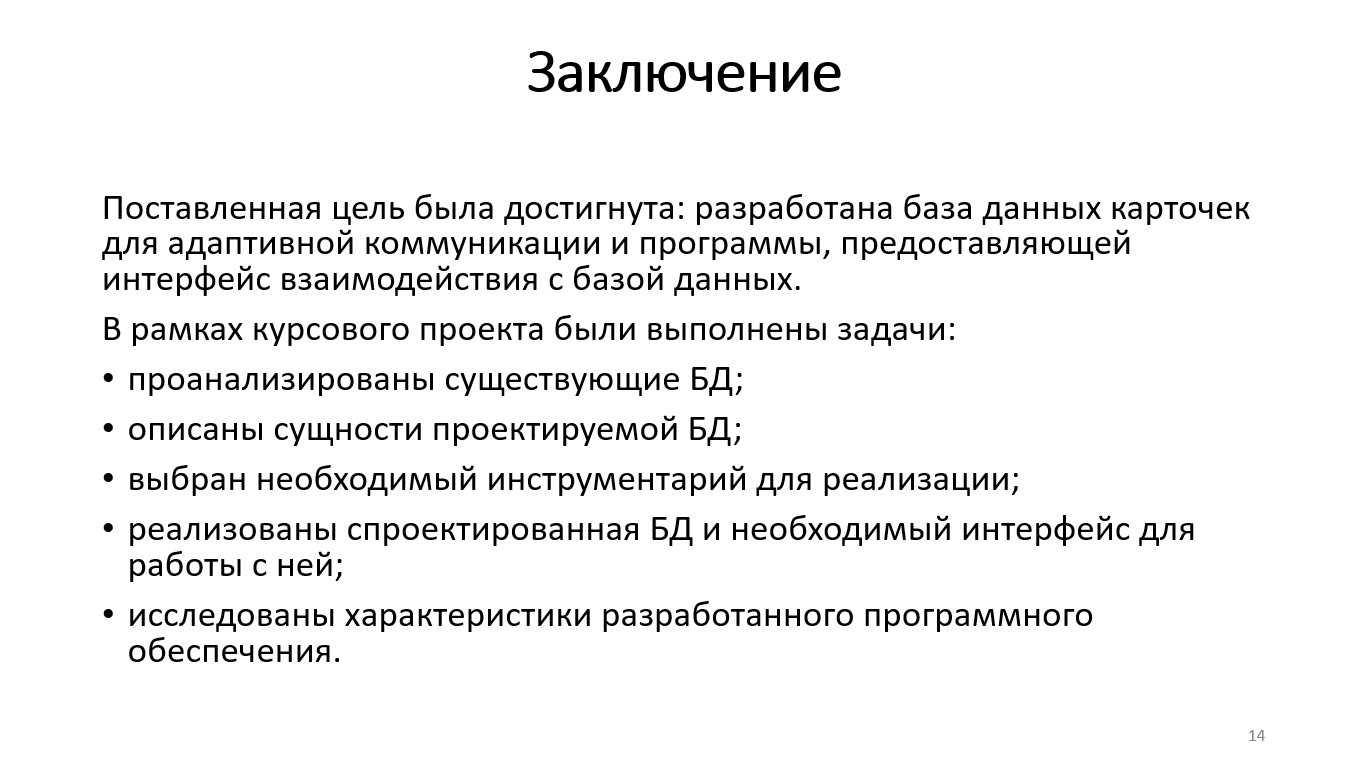 Заключение
Поставленная цель была достигнута: разработана база данных карточек
для адаптивной коммуникации и программы, предоставляющей
интерфейс взаимодействия с базой данных.
В рамках курсового проекта были выполнены задачи:
• проанализированы существующие БД;
• описаны сущности проектируемой БД;
• выбран необходимый инструментарий для реализации;
• реализованы спроектированная БД и необходимый интерфейс для
работы с ней;
• исследованы характеристики разработанного программного
обеспечения.
14